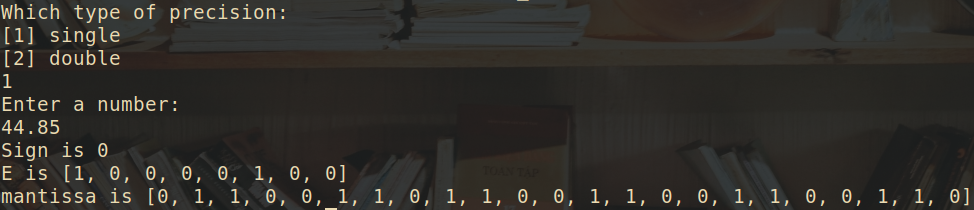 Which type of precision:
[1] single
[2] double
1
Enter a number:
44.85
Sign is 0
E is [1, 0, 0, 0, 0, 1, 0, 0]
mantissa is [0, 1, 1, 0, 0, 1, 1, 0, 1, 1, 0, 0, 1, 1, 0, 0, 1, 1, 0, 0, 1, 1, 0]
TOAN TAP